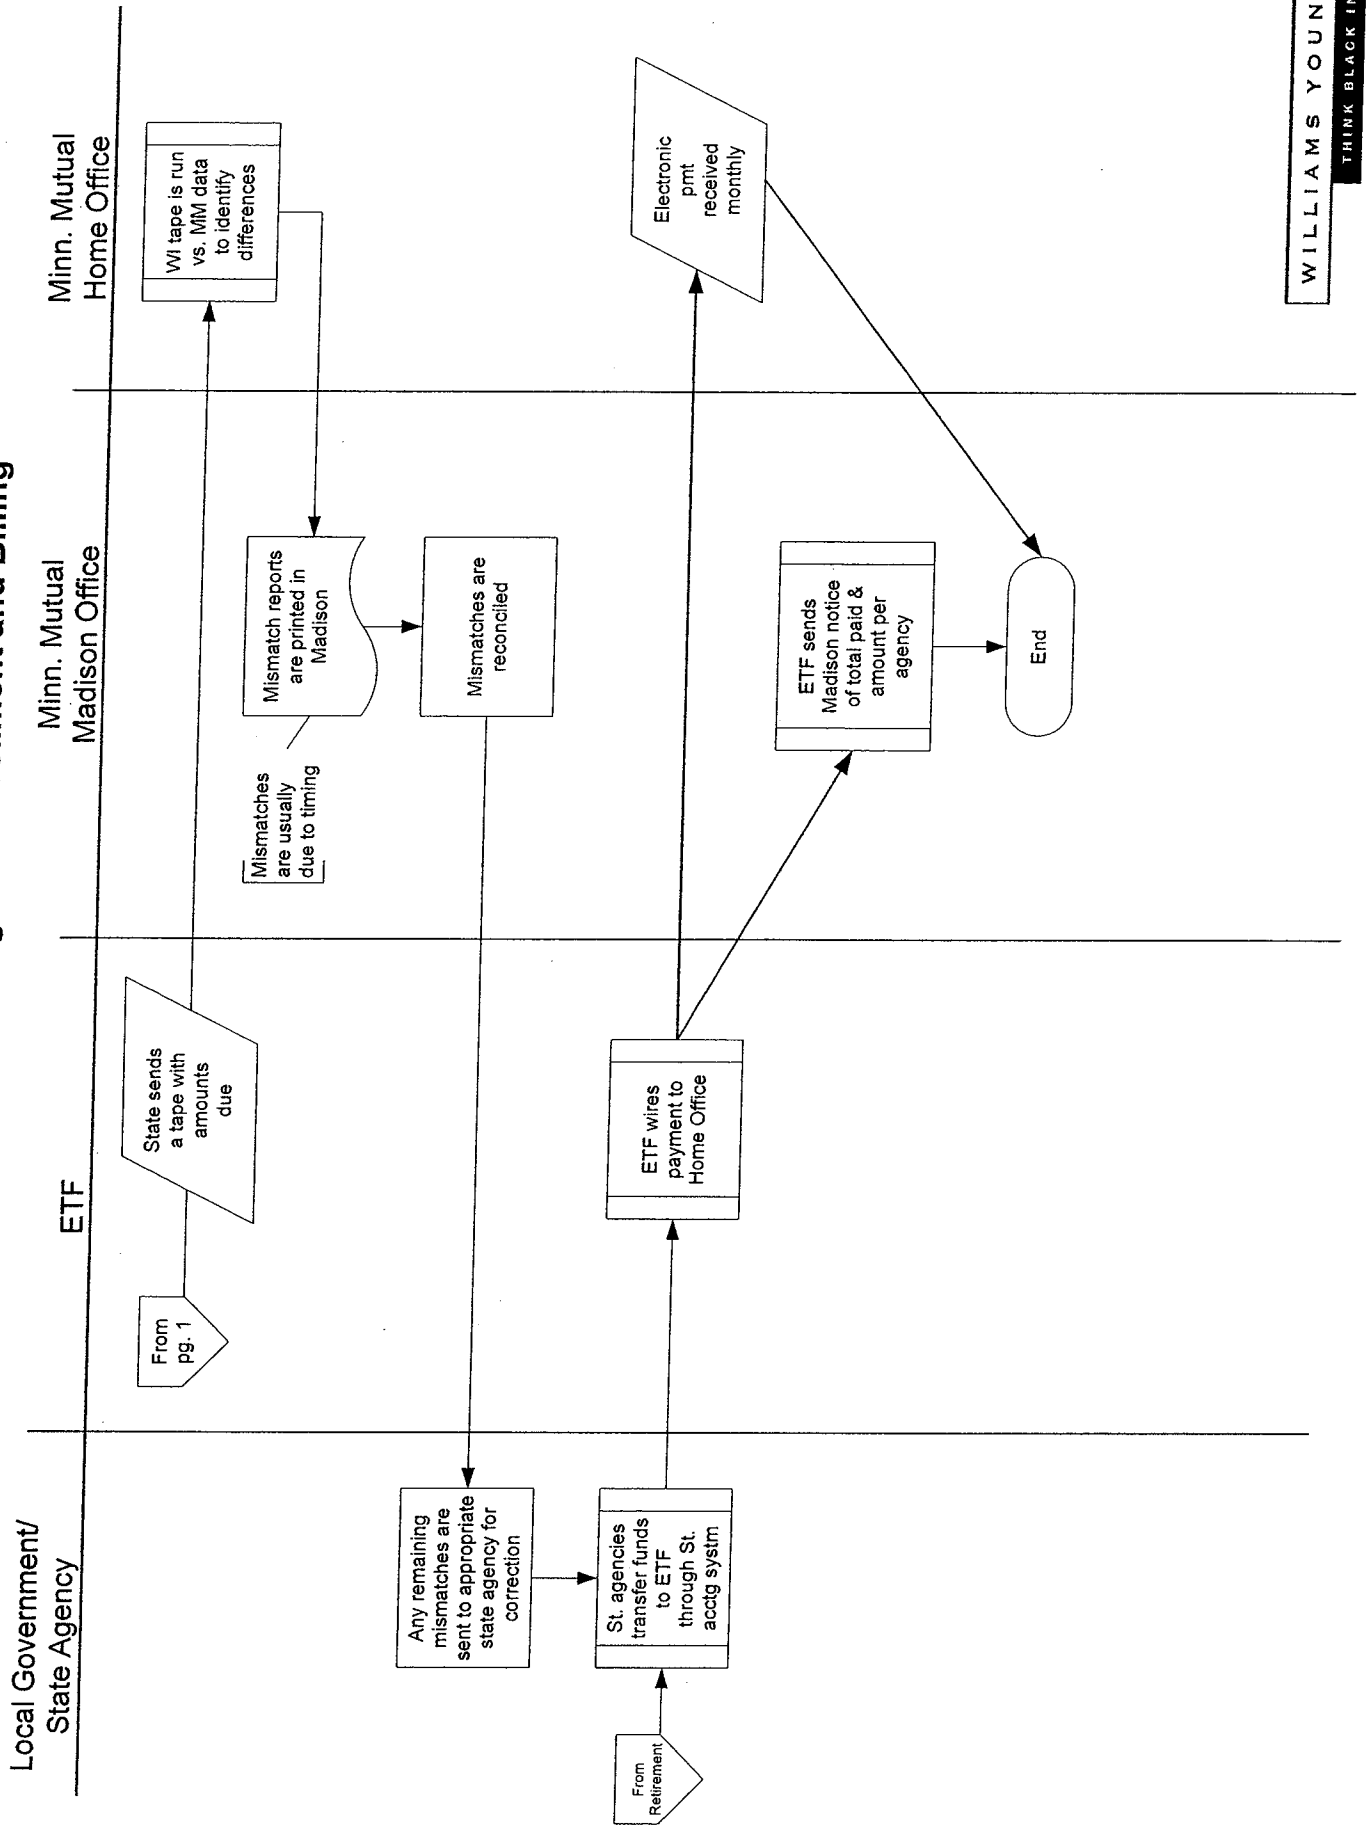 and Billing
Local Government/
State Agency
ETF
Minn. Mutual
Madison Office
Minn. Mutual
Home Office
From
pg. 1
State sends
a tape with
amounts
due
WI tape is run
vs. MM data
to identify
differences
Mismatches
are usually
due to timing
Mismatch reports
are printed in
Madison
Mismatches are
reconciled
Any remaining
mismatches are
sent to appropriate
state agency for
correction
From
Retirement
St. agencies
transfer funds
to ETF
through St.
acctg systm
ETF wires
payment to
Home Office
Electronic
pmt
received
monthly
ETF sends
Madison notice
of total paid &
amount per
agency
End
WILLIAMS YOUN
THINK BLACK IN